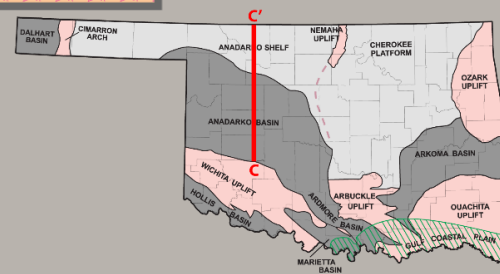 C'
DALHART
BASIN
CIMARRON
ARCH
ANADARKO SHELF
NEMAHA
UPLIFT
CHEROKEE
PLATFORM
OZARK
UPLIFT
ANADARKO BASIN
ARKOMA BASIN
C
WICHITA UPLIFT
HOLLIS BASIN
ARDMORE BASIN
ARBUCKLE
UPLIFT
OUACHITA
UPLIFT
GULF COASTAL PLAIN
MARIETTA
BASIN